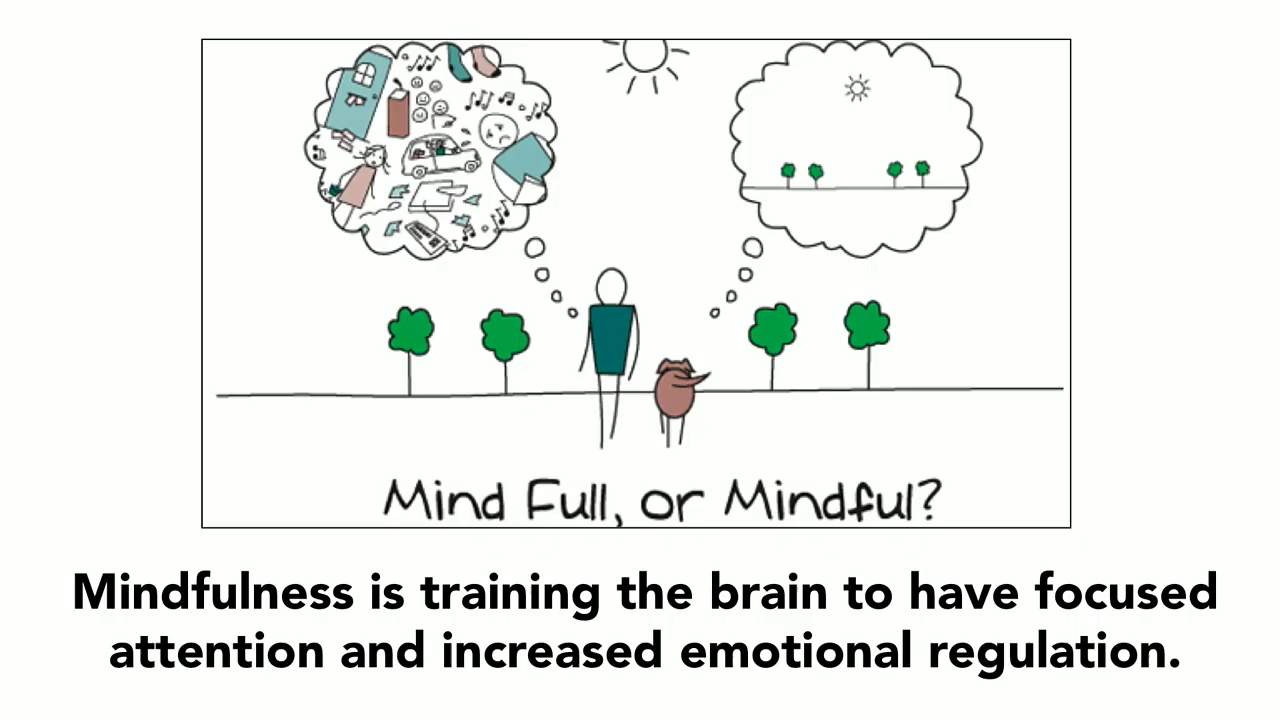 Mind Full, or Mindful?
Mindfulness is training the brain to have focused
attention and increased emotional regulation.